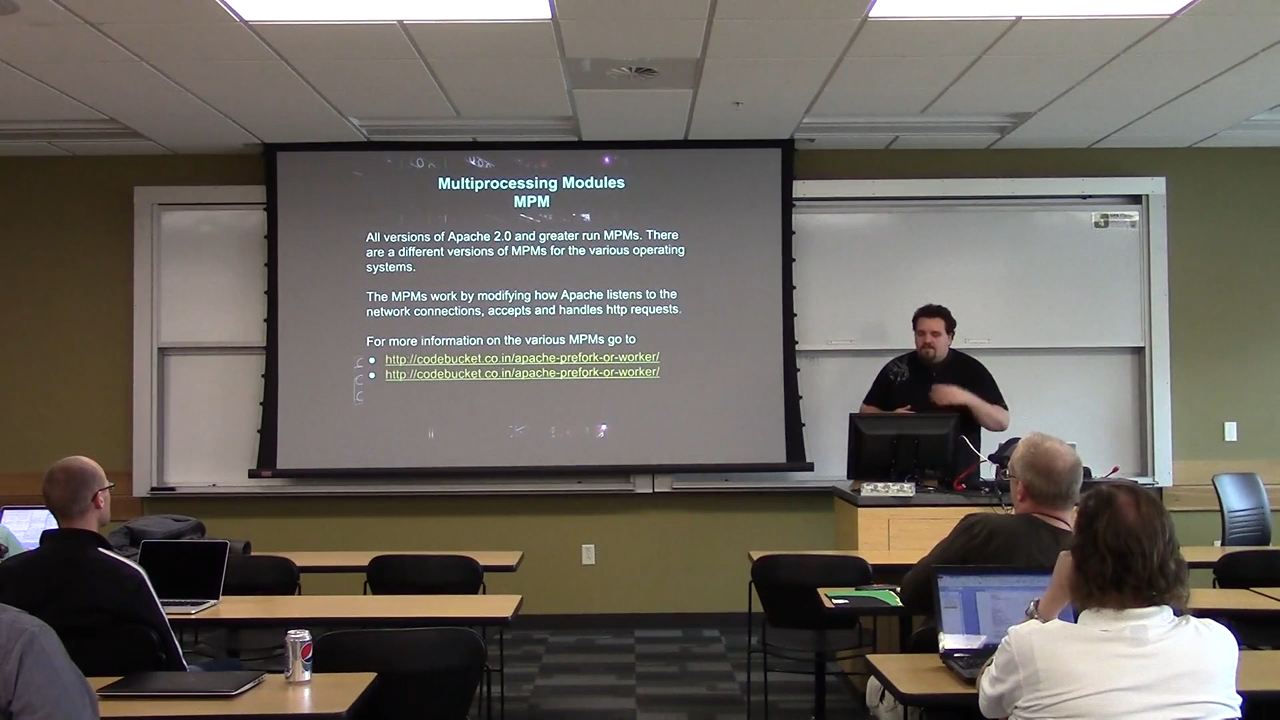 Multiprocessing Modules
MPM
All versions of Apache 2.0 and greater run MPMs. There
are a different versions of MPMs for the various operating
systems.
The MPMs work by modifying how Apache listens to the
network connections, accepts and handles http requests.
For more information on the various MPMs go to
http://codebucket.co.in/apache-prefork-or-worker/
http://codebucket.co.in/apache-prefork-or-worker/